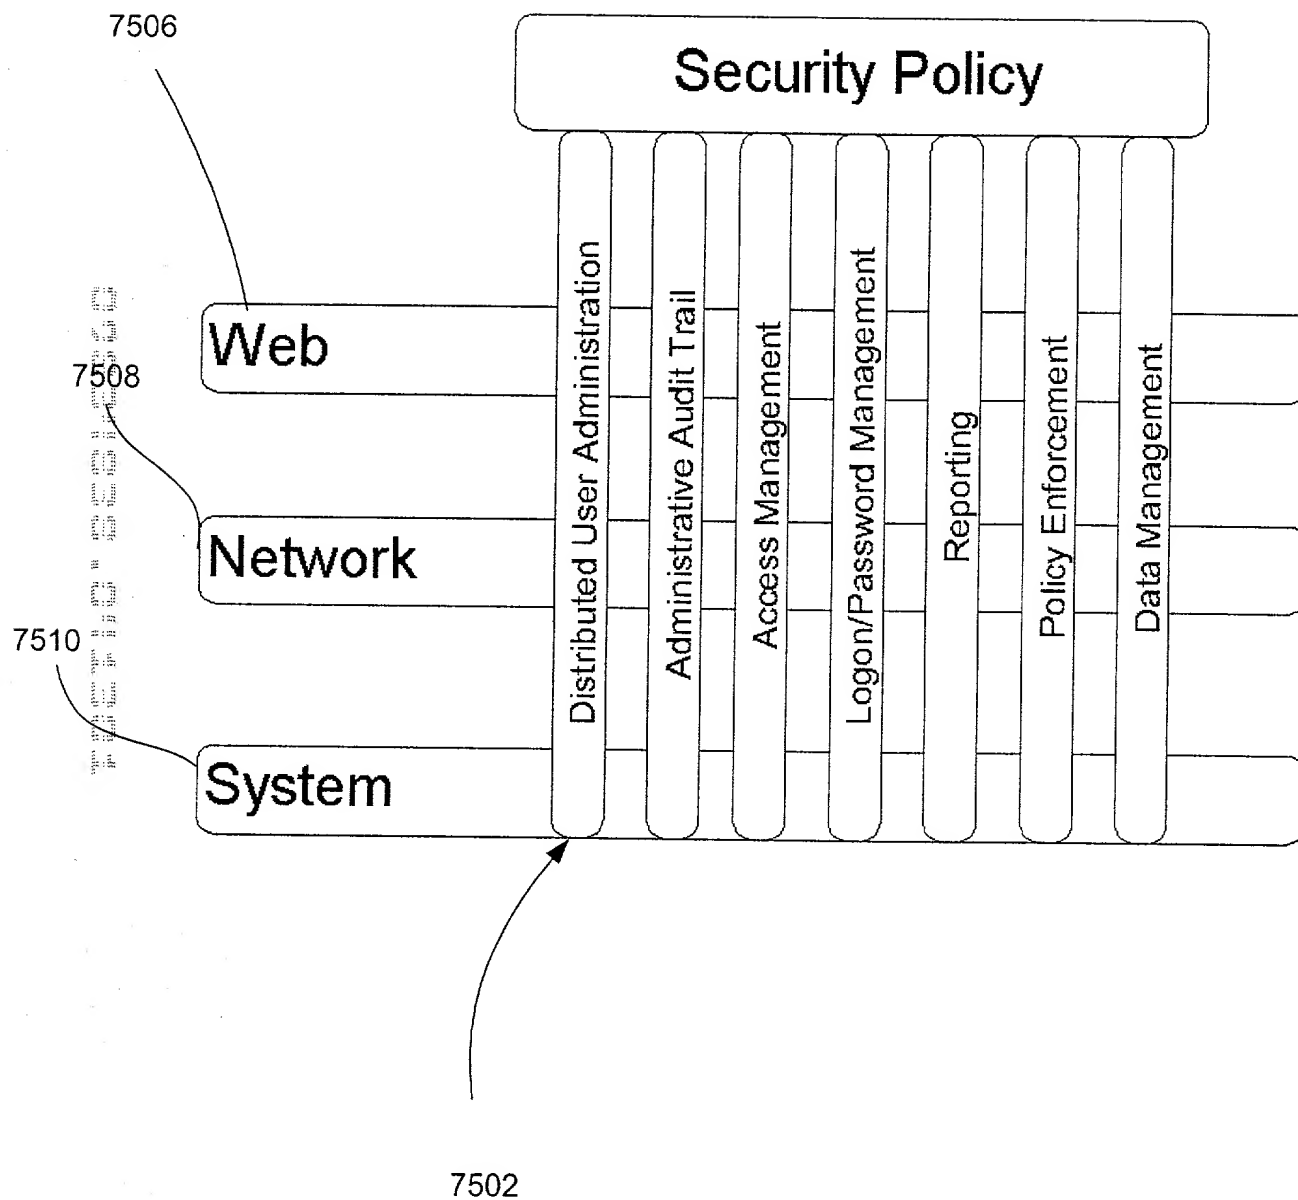 7506
Security Policy
Web
7508
Network
7510
System
Distributed User Administration
Administrative Audit Trail
Access Management
Logon/Password Management
Reporting
Policy Enforcement
Data Management
7502